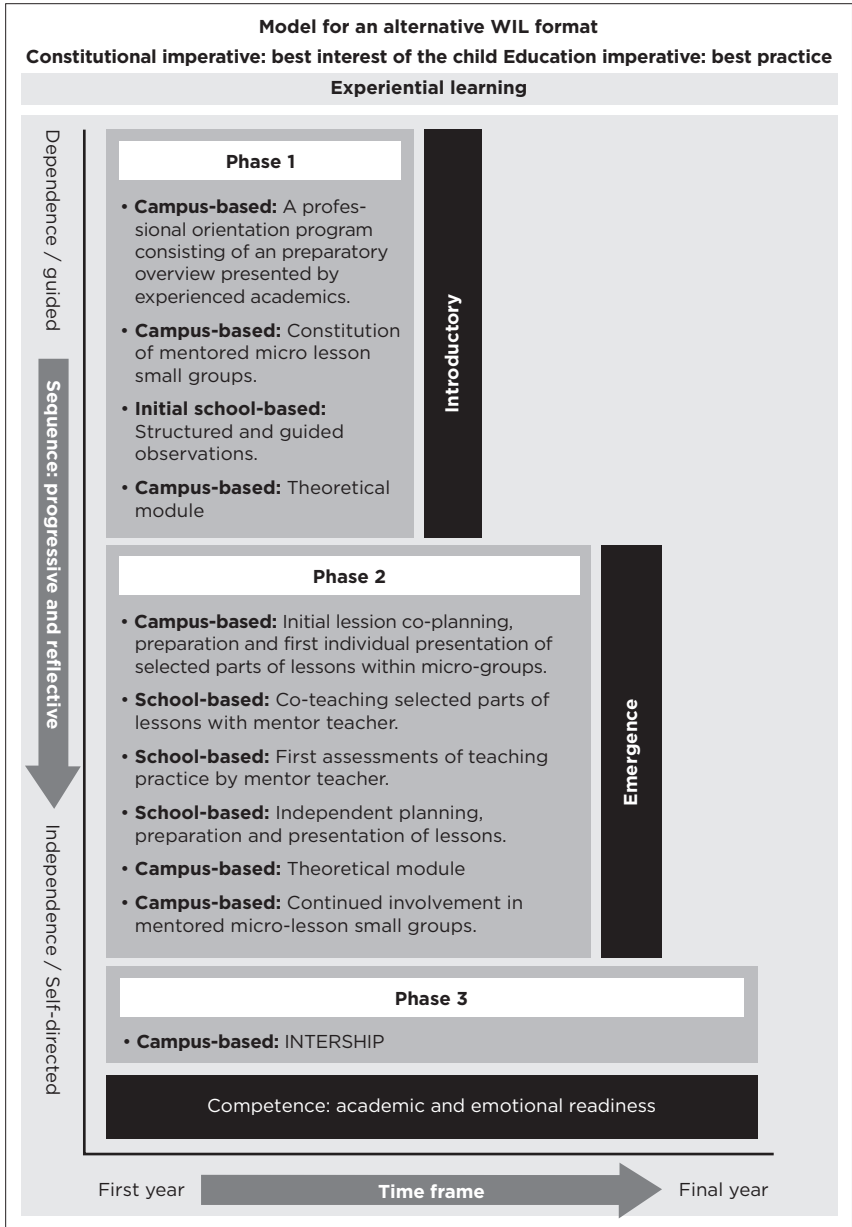 Model for an alternative WIL format
Constitutional imperative: best interest of the child Education imperative: best practice
Experiential learning
Dependence / guided
Sequence: progressive and reflective
Independence / Self-directed
Phase 1
• Campus-based: A profes-
sional orientation program
consisting of an preparatory
overview presented by
experienced academics.
• Campus-based: Constitution
of mentored micro lesson
small groups.
• Initial school-based:
Structured and guided
observations.
• Campus-based: Theoretical
module
Introductory
Phase 2
• Campus-based: Initial lession co-planning,
preparation and first individual presentation of
selected parts of lessons within micro-groups.
• School-based: Co-teaching selected parts of
lessons with mentor teacher.
• School-based: First assessments of teaching
practice by mentor teacher.
• School-based: Independent planning,
preparation and presentation of lessons.
• Campus-based: Theoretical module
• Campus-based: Continued involvement in
mentored micro-lesson small groups.
Emergence
Phase 3
• Campus-based: INTERSHIP
Competence: academic and emotional readiness
First year
Time frame
Final year